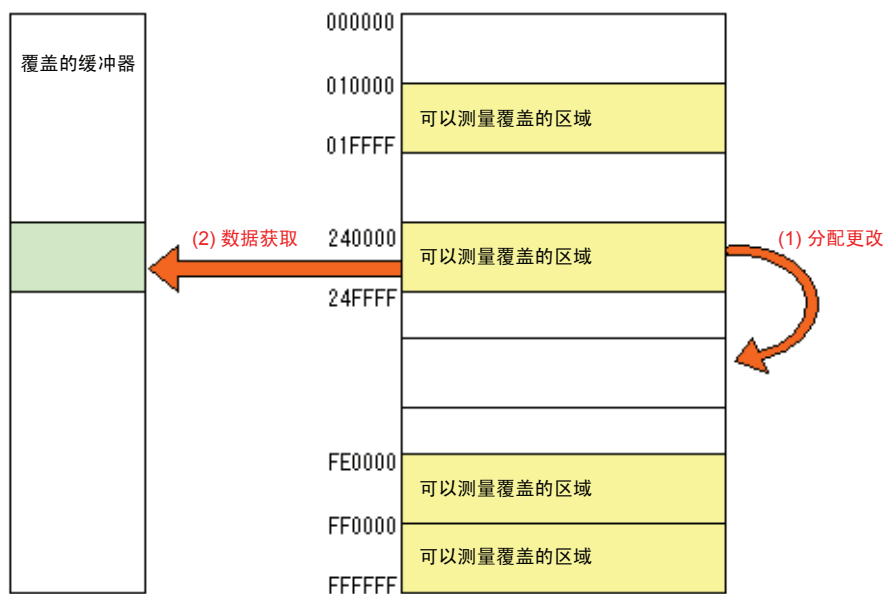 000000
覆盖的缓冲器
010000
可以测量覆盖的区域
01FFFF
(2) 数据获取
240000
可以测量覆盖的区域
(1) 分配更改
24FFFF
FE0000
可以测量覆盖的区域
FF0000
可以测量覆盖的区域
FFFFFF